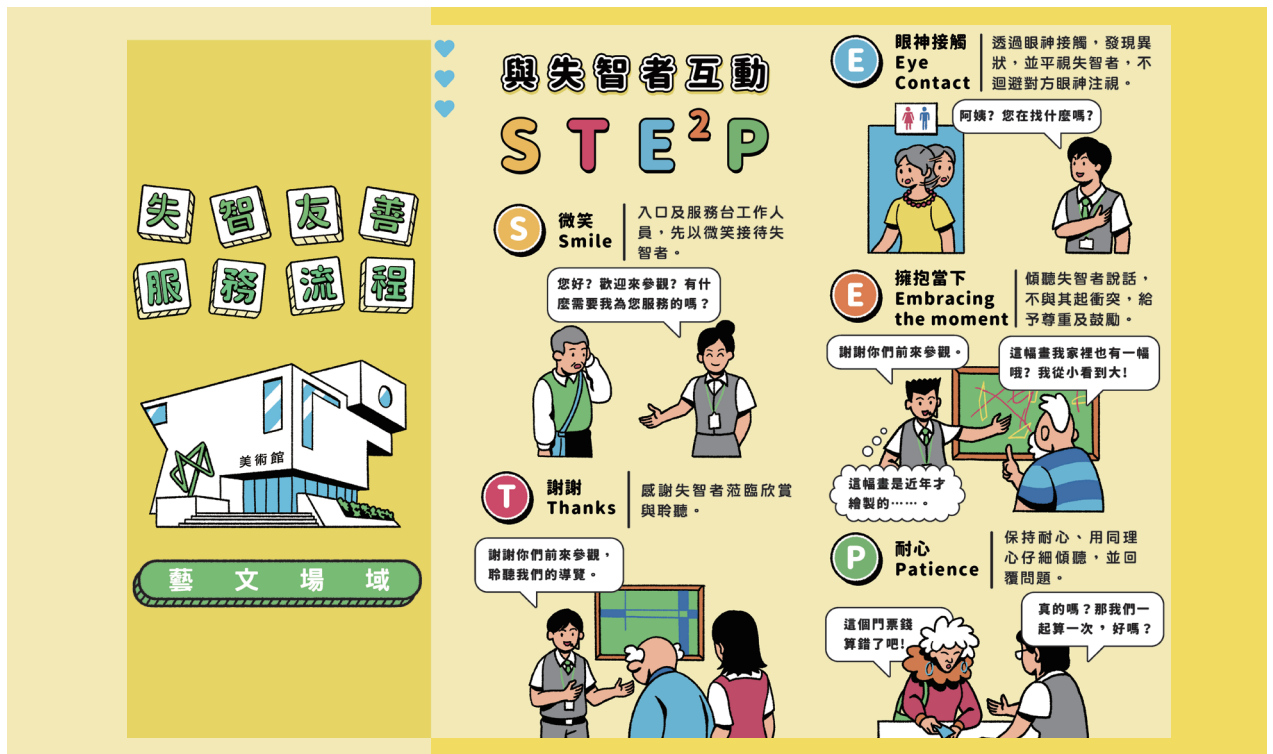 失智友善
服務流程
美術館
藝文場域
與失智者互動
STE²P
S
微笑
Smile
入口及服務台工作人
員，先以微笑接待失
智者。
您好？歡迎來參觀？有什
麼需要我為您服務的嗎？
T
謝謝
Thanks
感謝失智者蒞臨欣賞
與聆聽。
謝謝你們前來參觀，
聆聽我們的導覽。
E
眼神接觸
Eye
Contact
透過眼神接觸，發現異
狀，並平視失智者，不
迴避對方眼神注視。
阿姨？您在找什麼嗎？
E
擁抱當下
Embracing
the moment
傾聽失智者說話，
不與其起衝突，給
予尊重及鼓勵。
謝謝你們前來參觀。
這幅畫我家裡也有一幅
哦？我從小看到大！
這幅畫是近年才
繪製的……。
P
耐心
Patience
保持耐心、用同理
心仔細傾聽，並回
覆問題。
這個門票錢
算錯了吧！
真的嗎？那我們一
起算一次，好嗎？